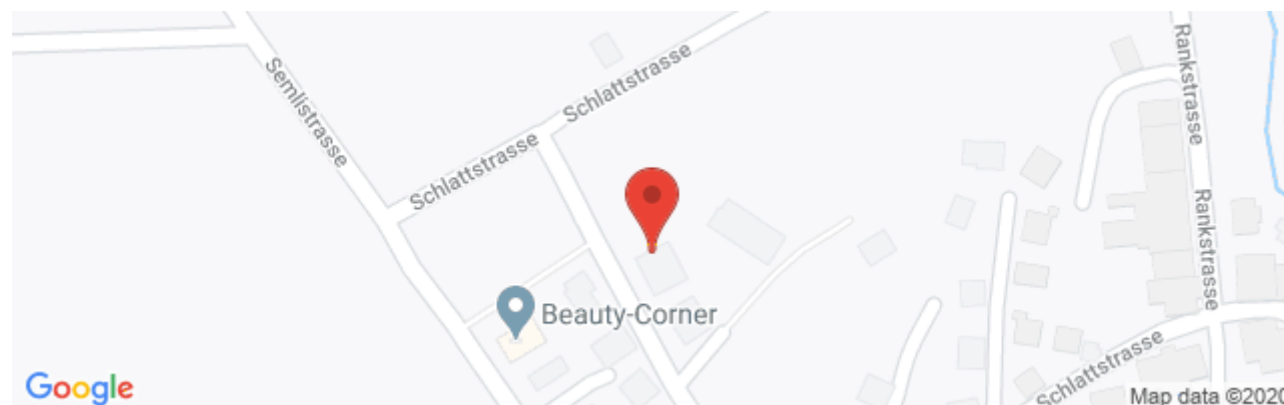 Semlistrasse
Schlattstrasse
Schlattstrasse
Rankstrasse
Rankstrasse
Beauty-Corner
Schlattstrasse
Google
Map data ©2020